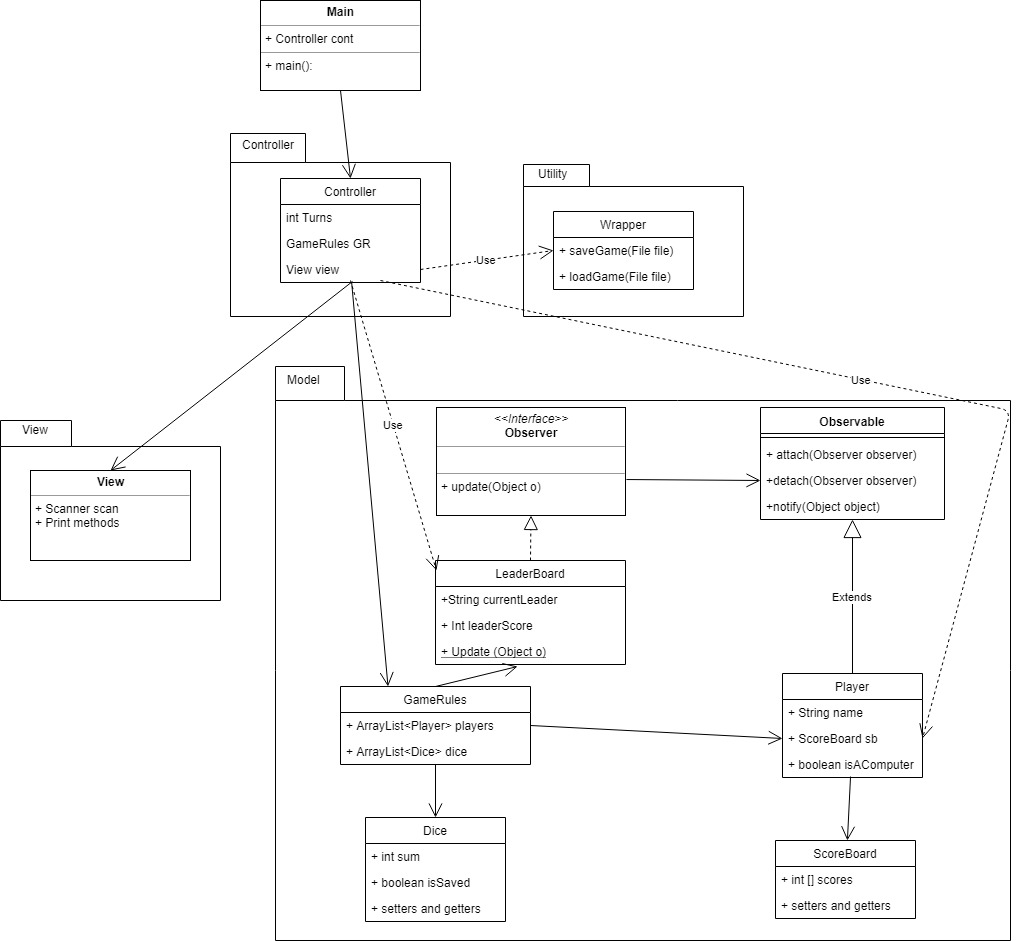 Main
+ Controller cont
+ main():
Controller
Controller
int Turns
GameRules GR
View view
Use
Utility
Wrapper
+ saveGame(File file)
+ loadGame(File file)
Use
Use
View
View
+ Scanner scan
+ Print methods
Model
<<Interface>>
Observer
+ update(Object o)
Observable
+ attach(Observer observer)
+detach(Observer observer)
+notify(Object object)
Extends
LeaderBoard
+String currentLeader
+ Int leaderScore
+ Update (Object o)
GameRules
+ ArrayList<Player> players
+ ArrayList<Dice> dice
Player
+ String name
+ ScoreBoard sb
+ boolean isAComputer
Dice
+ int sum
+ boolean isSaved
+ setters and getters
ScoreBoard
+ int [] scores
+ setters and getters